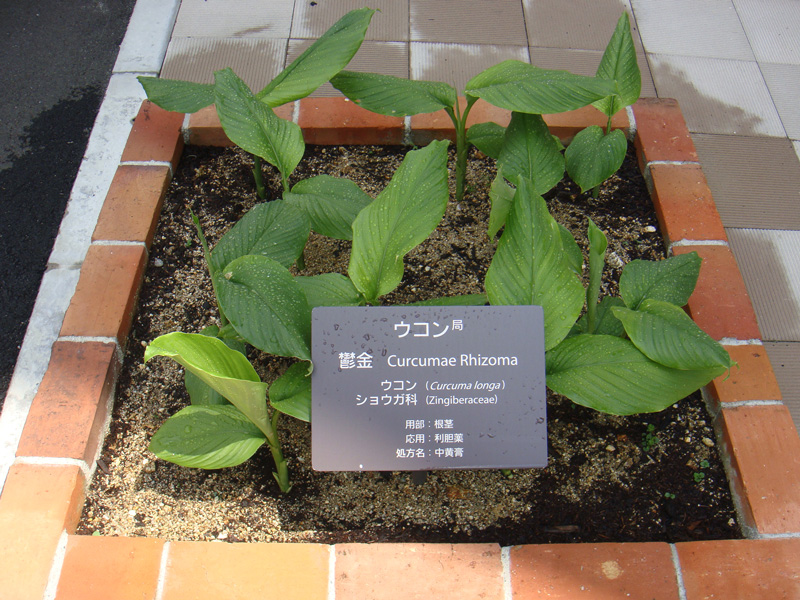 ウコン局
鬱金 Curcumae Rhizoma
ウコン (Curcuma longa)
ショウガ科 (Zingiberaceae)
用部：根茎
応用：利胆薬
処方名：中黄膏